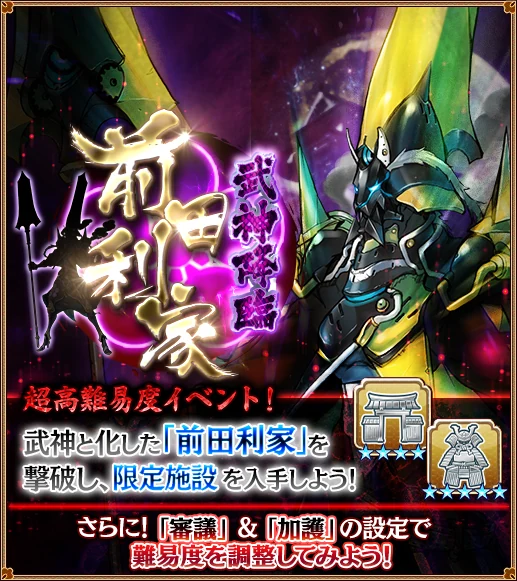 武神降臨
前田利家
超高難易度イベント！
武神と化した「前田利家」を
撃破し、限定施設を入手しよう！
さらに！「審議」＆「加護」の設定で
難易度を調整してみよう！